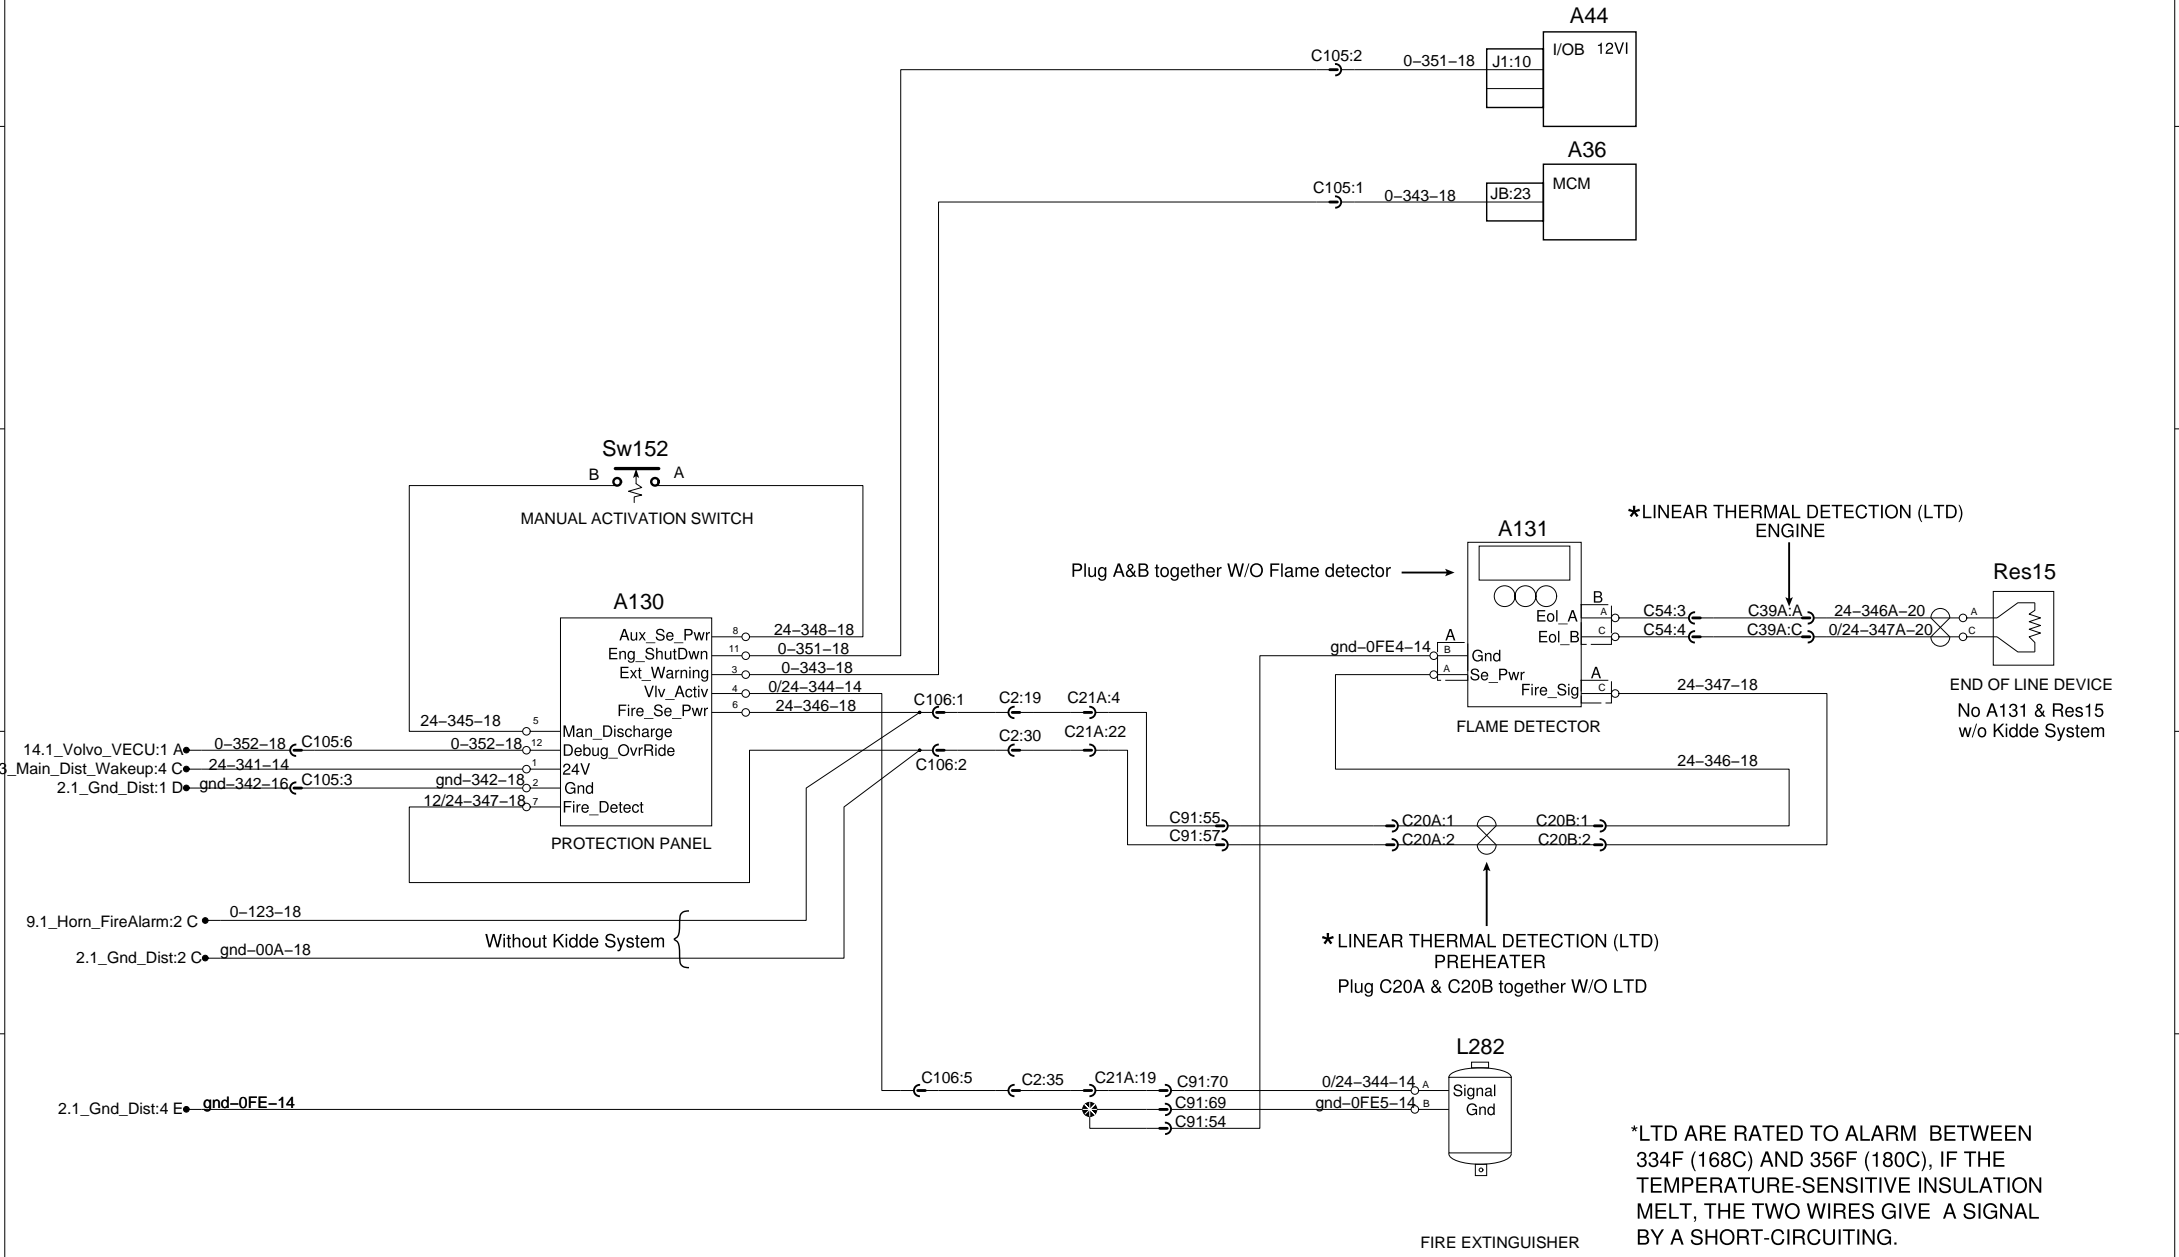 A44
I/OB 12VI
C105:2
0–351–18
J1:10
A36
MCM
C105:1
0–343–18
JB:23
Sw152
B
A
MANUAL ACTIVATION SWITCH
*LINEAR THERMAL DETECTION (LTD)
ENGINE
A131
Plug A&B together W/O Flame detector
Res15
A130
B
Eol_A
A
C54:3
C39A:A
24–346A–20
A
Eol_B
C
C54:4
C39A:C
0/24–347A–20
C
Aux_Se_Pwr
8
24–348–18
Eng_ShutDwn
11
0–351–18
Ext_Warning
3
0–343–18
Vlv_Activ
4
0/24–344–14
Fire_Se_Pwr
6
24–346–18
gnd–0FE4–14
A
B
Gnd
A
Se_Pwr
A
Fire_Sig
C
24–347–18
END OF LINE DEVICE
No A131 & Res15
w/o Kidde System
FLAME DETECTOR
C106:1
C2:19
C21A:4
C106:2
C2:30
C21A:22
24–345–18
5
Man_Discharge
14.1_Volvo_VECU:1 A
0–352–18
C105:6
0–352–18
12
Debug_OvrRide
3_Main_Dist_Wakeup:4 C
24–341–14
1
24V
2.1_Gnd_Dist:1 D
gnd–342–16
C105:3
gnd–342–18
2
Gnd
12/24–347–18
7
Fire_Detect
PROTECTION PANEL
24–346–18
C91:55
C20A:1
C20B:1
C91:57
C20A:2
C20B:2
9.1_Horn_FireAlarm:2 C
0–123–18
Without Kidde System
2.1_Gnd_Dist:2 C
gnd–00A–18
*LINEAR THERMAL DETECTION (LTD)
PREHEATER
Plug C20A & C20B together W/O LTD
L282
C106:5
C2:35
C21A:19
C91:70
0/24–344–14
A
Signal
2.1_Gnd_Dist:4 E
gnd–0FE–14
C91:69
gnd–0FE5–14
B
Gnd
C91:54
*LTD ARE RATED TO ALARM BETWEEN
334F (168C) AND 356F (180C), IF THE
TEMPERATURE-SENSITIVE INSULATION
MELT, THE TWO WIRES GIVE A SIGNAL
BY A SHORT-CIRCUITING.
FIRE EXTINGUISHER